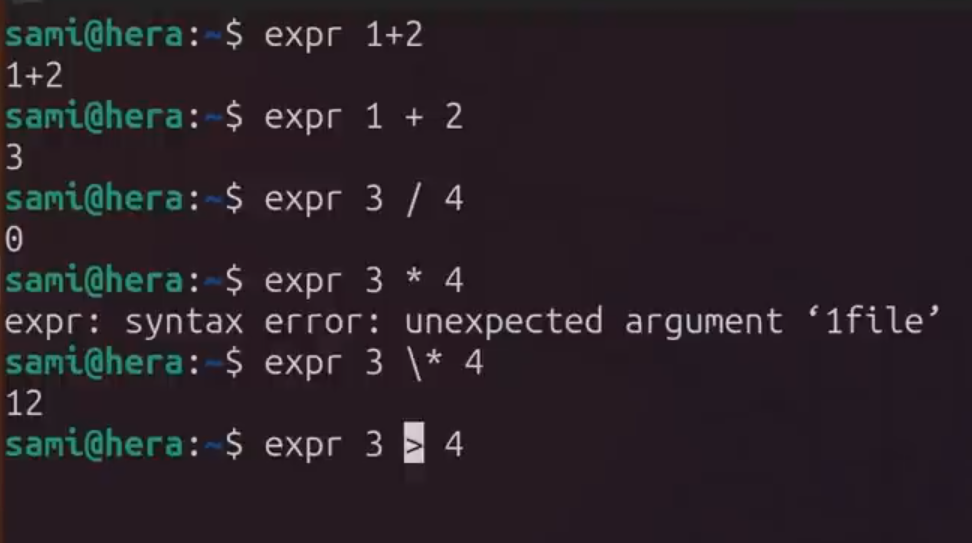 sami@hera:~$ expr 1+2
1+2
sami@hera:~$ expr 1 + 2
3
sami@hera:~$ expr 3 / 4
0
sami@hera:~$ expr 3 * 4
expr: syntax error: unexpected argument ‘1file’
sami@hera:~$ expr 3 \* 4
12
sami@hera:~$ expr 3 > 4